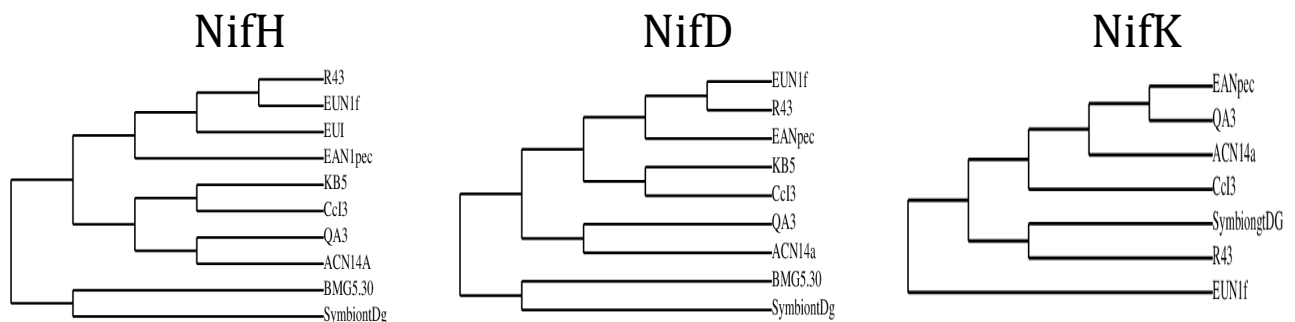 NifH
R43
EUN1f
EUI
EAN1pec
KB5
CcI3
QA3
ACN14A
BMG5.30
SymbiontDg
NifD
EUN1f
R43
EANpec
KB5
CcI3
QA3
ACN14a
BMG5.30
SymbiontDg
NifK
EANpec
QA3
ACN14a
CcI3
SymbiongtDG
R43
EUN1f